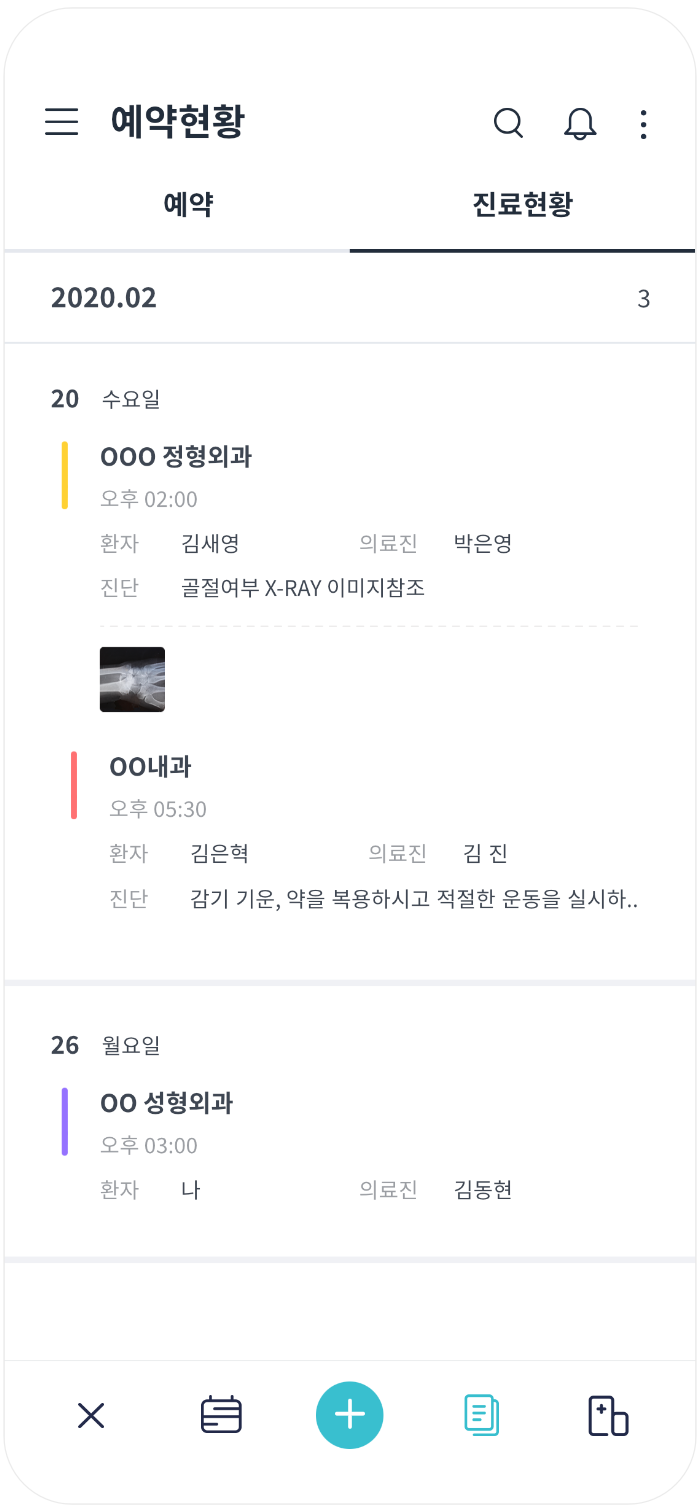 예약현황
예약 진료현황
2020.02 3
20 수요일
OOO 정형외과
오후 02:00
환자 김새영 의료진 박은영
진단 골절여부 X-RAY 이미지참조
OO내과
오후 05:30
환자 김은혁 의료진 김 진
진단 감기 기운, 약을 복용하시고 적절한 운동을 실시하..
26 월요일
OO 성형외과
오후 03:00
환자 나 의료진 김동현